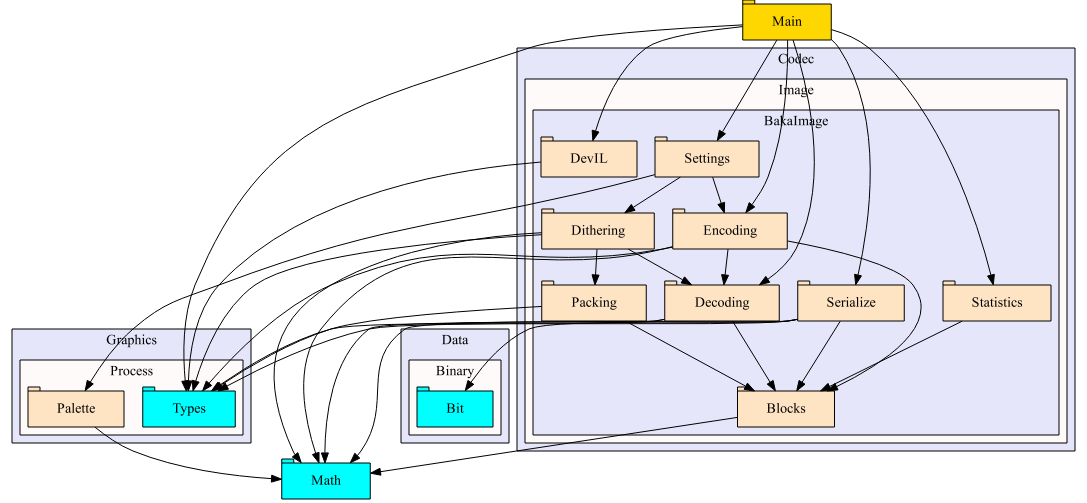 Main
Codec
Image
BakaImage
DevIL
Settings
Dithering
Encoding
Packing
Decoding
Serialize
Statistics
Graphics
Data
Process
Binary
Palette
Types
Bit
Blocks
Math